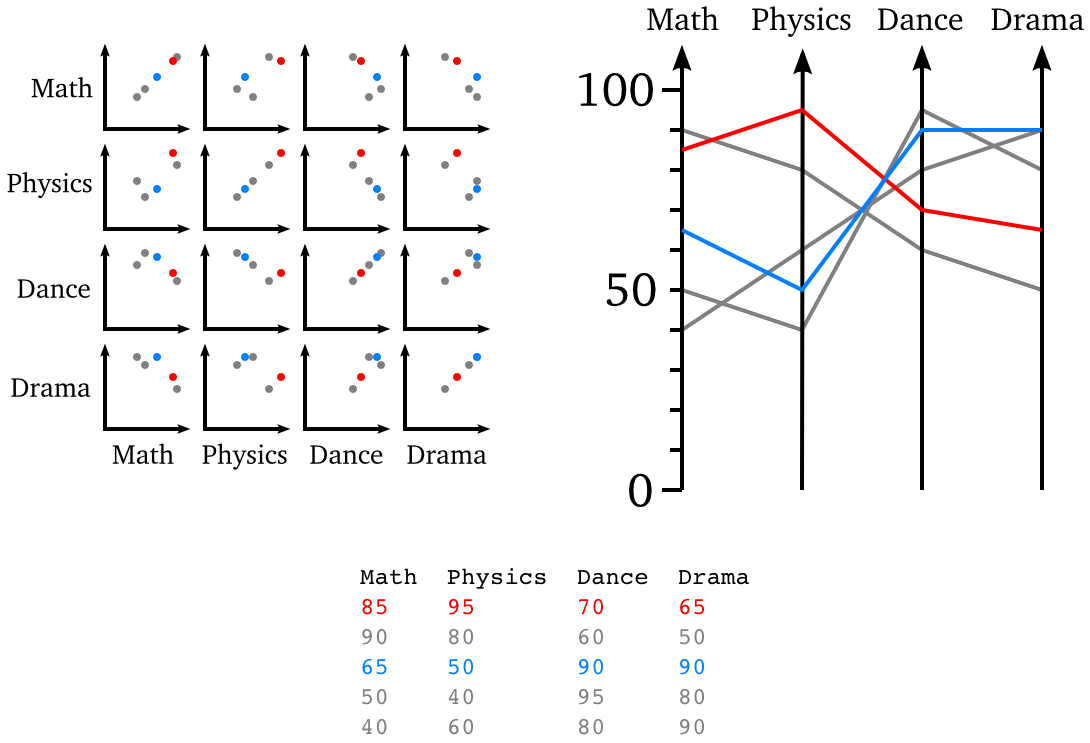 Math
Physics
Dance
Drama
Math Physics Dance Drama
Math Physics Dance Drama
100
50
0
Math Physics Dance Drama
85 95 70 65
90 80 60 50
65 50 90 90
50 40 95 80
40 60 80 90